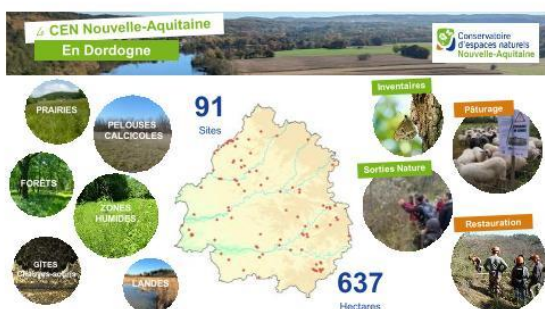 le CEN Nouvelle-Aquitaine
En Dordogne
Conservatoire
d'espaces naturels
Nouvelle-Aquitaine
PRAIRIES
PELOUSES
CALCICOLES
FORÊTS
ZONES
HUMIDES
GÎTES
Chauves-souris
LANDES
91
Sites
637
Hectares
Inventaires
Pâturage
Sorties Nature
Restauration